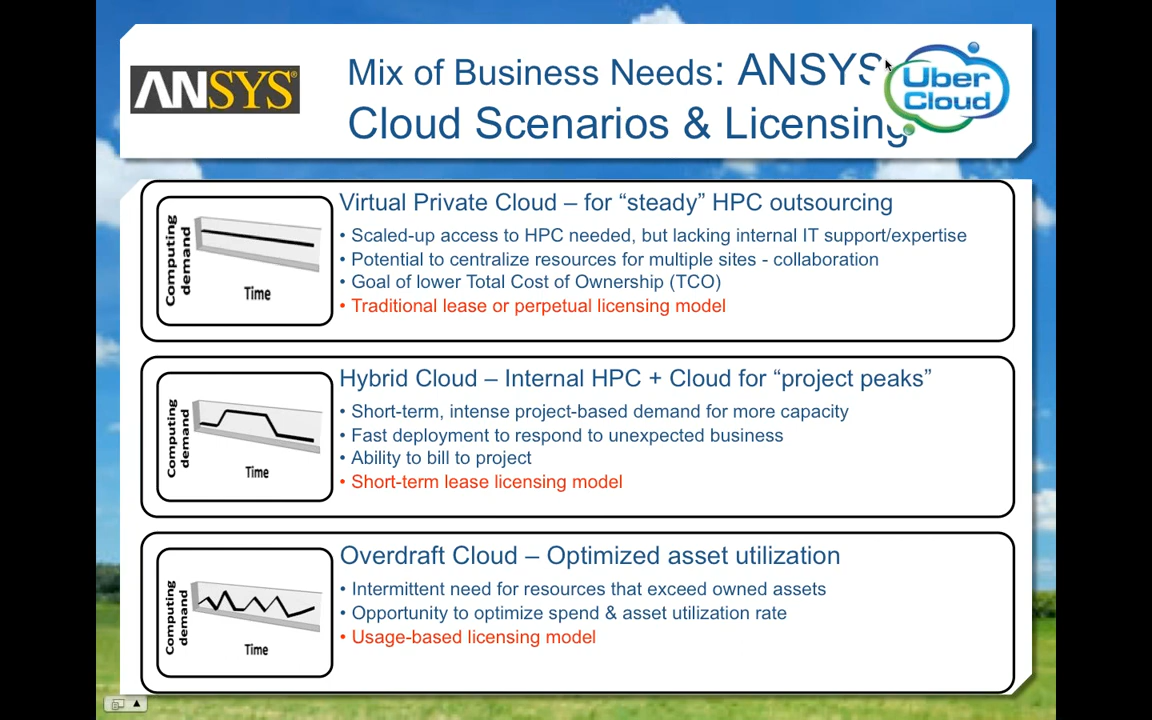 ANSYS®
Mix of Business Needs: ANSYS
Cloud Scenarios & Licensing
Uber
Cloud
Computing
demand
Time
Virtual Private Cloud – for “steady” HPC outsourcing
• Scaled-up access to HPC needed, but lacking internal IT support/expertise
• Potential to centralize resources for multiple sites - collaboration
• Goal of lower Total Cost of Ownership (TCO)
• Traditional lease or perpetual licensing model
Computing
demand
Time
Hybrid Cloud – Internal HPC + Cloud for “project peaks”
• Short-term, intense project-based demand for more capacity
• Fast deployment to respond to unexpected business
• Ability to bill to project
• Short-term lease licensing model
Computing
demand
Time
Overdraft Cloud – Optimized asset utilization
• Intermittent need for resources that exceed owned assets
• Opportunity to optimize spend & asset utilization rate
• Usage-based licensing model